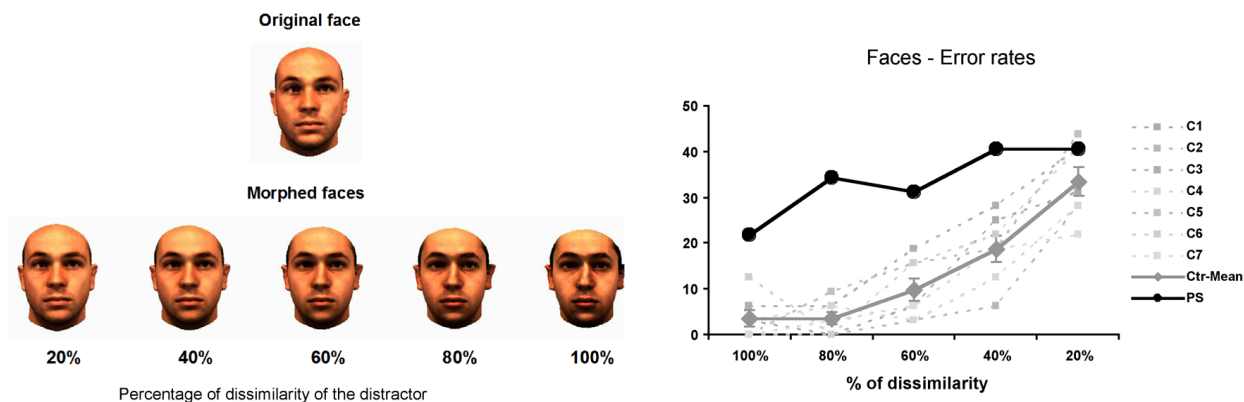 Original face
Morphed faces
20% 40% 60% 80% 100%
Percentage of dissimilarity of the distractor
Faces - Error rates
50
40
30
20
10
0
100% 80% 60% 40% 20%
% of dissimilarity
C1
C2
C3
C4
C5
C6
C7
Ctr-Mean
PS